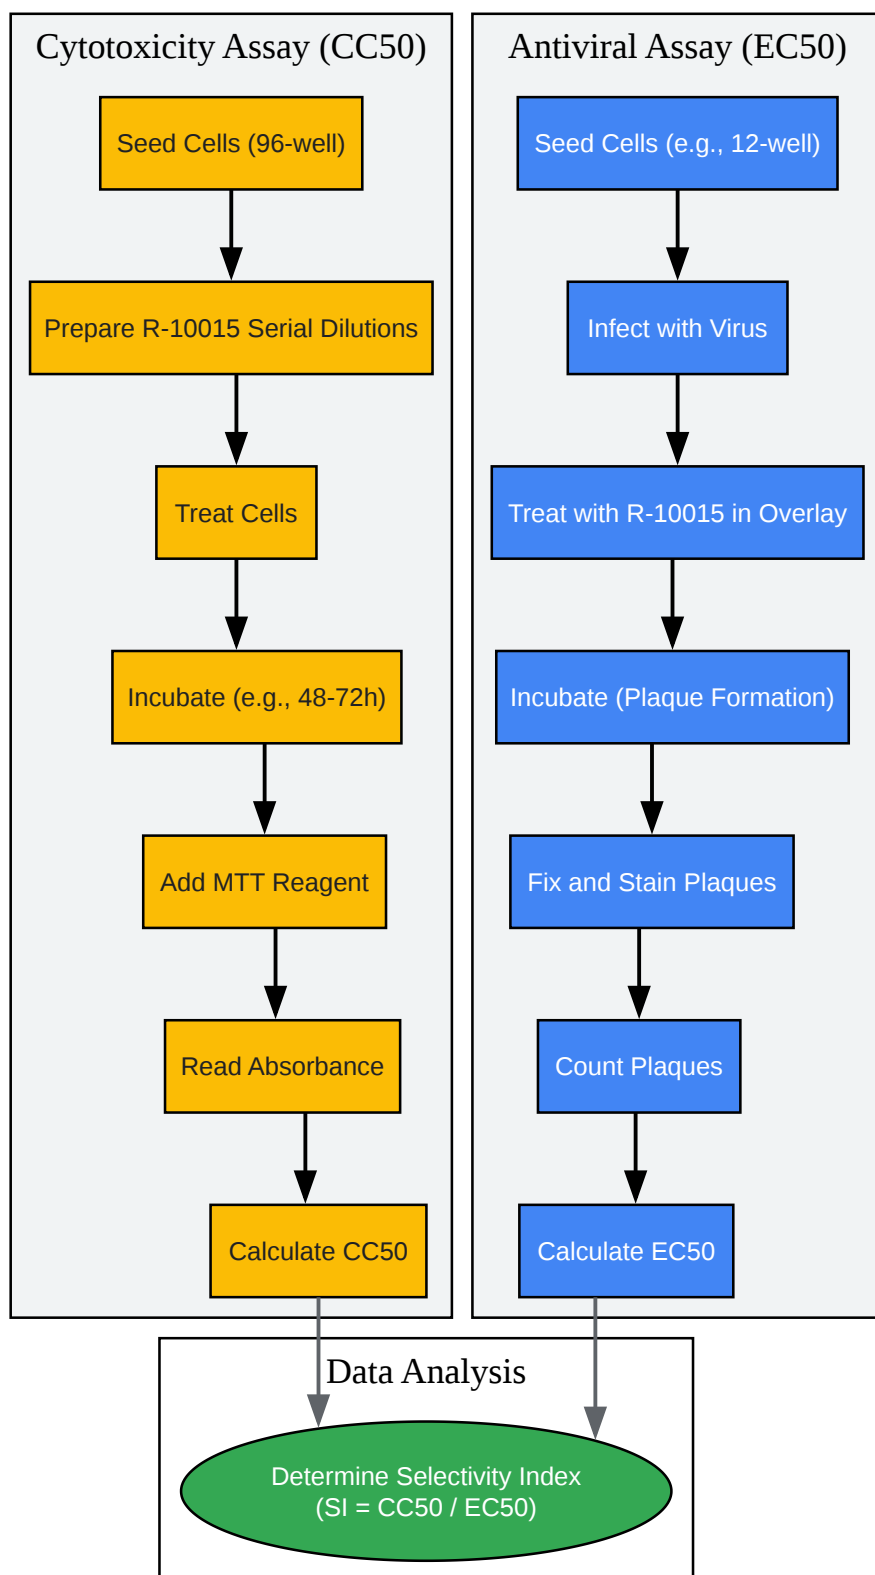 Cytotoxicity Assay (CC50)
Seed Cells (96-well)
Prepare R-10015 Serial Dilutions
Treat Cells
Incubate (e.g., 48-72h)
Add MTT Reagent
Read Absorbance
Calculate CC50
Antiviral Assay (EC50)
Seed Cells (e.g., 12-well)
Infect with Virus
Treat with R-10015 in Overlay
Incubate (Plaque Formation)
Fix and Stain Plaques
Count Plaques
Calculate EC50
Data Analysis
Determine Selectivity Index
(SI = CC50 / EC50)